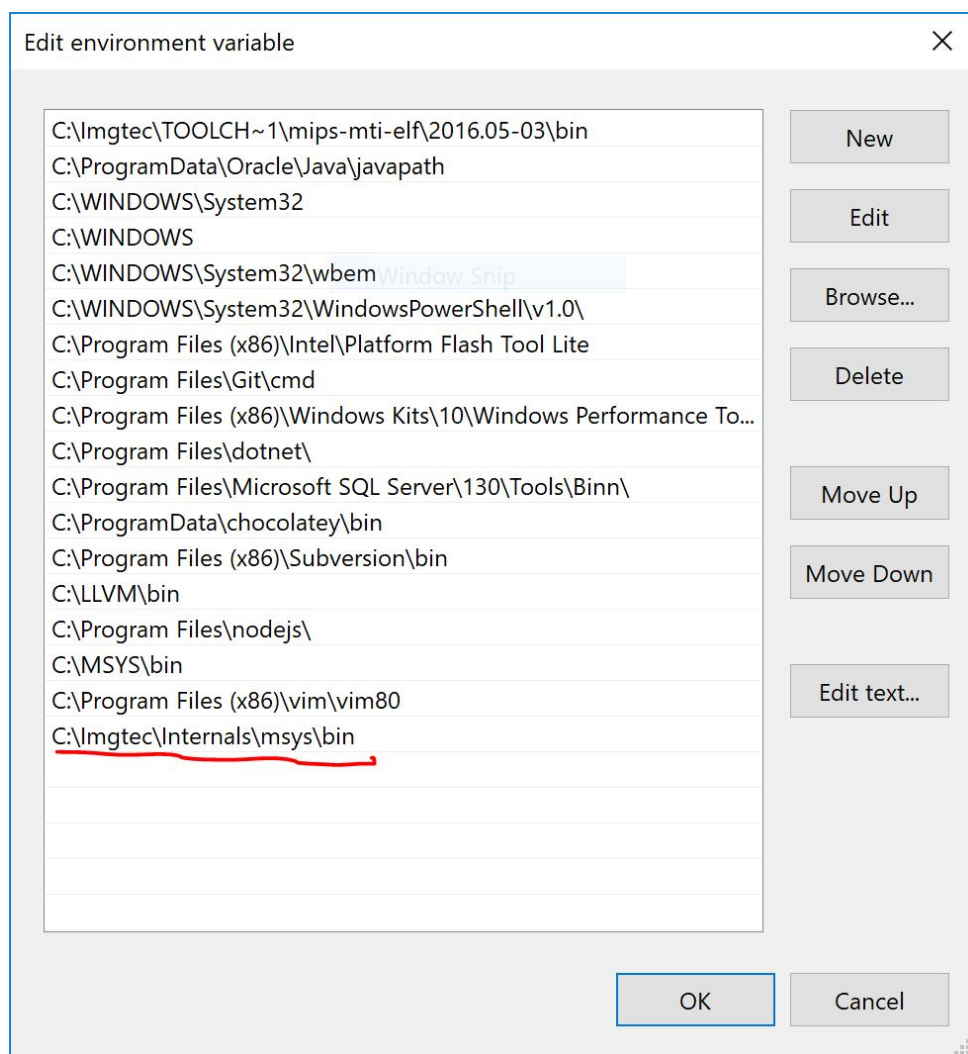 Edit environment variable
C:\Imgtec\TOOLCH~1\mips-mti-elf\2016.05-03\bin
C:\ProgramData\Oracle\Java\javapath
C:\WINDOWS\System32
C:\WINDOWS
C:\WINDOWS\System32\wbem
Window Snip
C:\WINDOWS\System32\WindowsPowerShell\v1.0\
C:\Program Files (x86)\Intel\Platform Flash Tool Lite
C:\Program Files\Git\cmd
C:\Program Files (x86)\Windows Kits\10\Windows Performance To...
C:\Program Files\dotnet\
C:\Program Files\Microsoft SQL Server\130\Tools\Binn\
C:\ProgramData\chocolatey\bin
C:\Program Files (x86)\Subversion\bin
C:\LLVM\bin
C:\Program Files\nodejs\
C:\MSYS\bin
C:\Program Files (x86)\vim\vim80
C:\Imgtec\Internals\msys\bin
New
Edit
Browse...
Delete
Move Up
Move Down
Edit text...
OK
Cancel